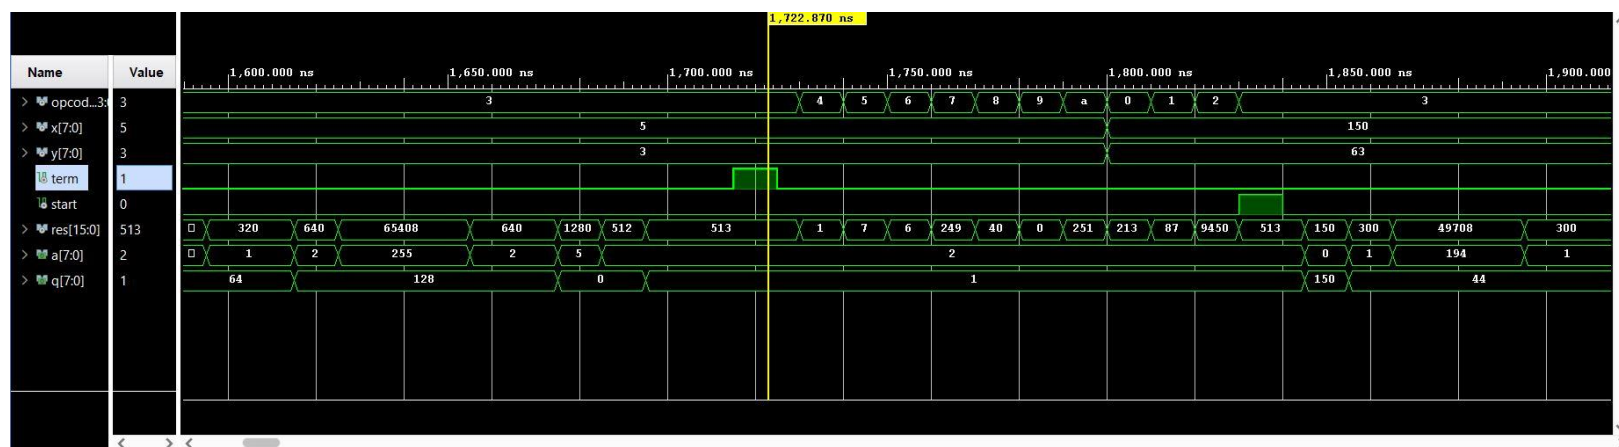 1,722.870 ns
Name Value 1,600.000 ns 1,650.000 ns 1,700.000 ns 1,750.000 ns 1,800.000 ns 1,850.000 ns 1,900.000
opcod...3:( 3 3 4 5 6 7 8 9 a 0 1 2 3
x[7:0] 5 5 150
y[7:0] 3 3 63
term 1
start 0
res[15:0] 513 320 640 65408 640 1280 512 513 1 7 6 249 40 0 251 213 87 9450 513 150 300 49708 300
a[7:0] 2 1 2 255 2 5 2 0 1 194 1
q[7:0] 1 64 128 0 1 150 44